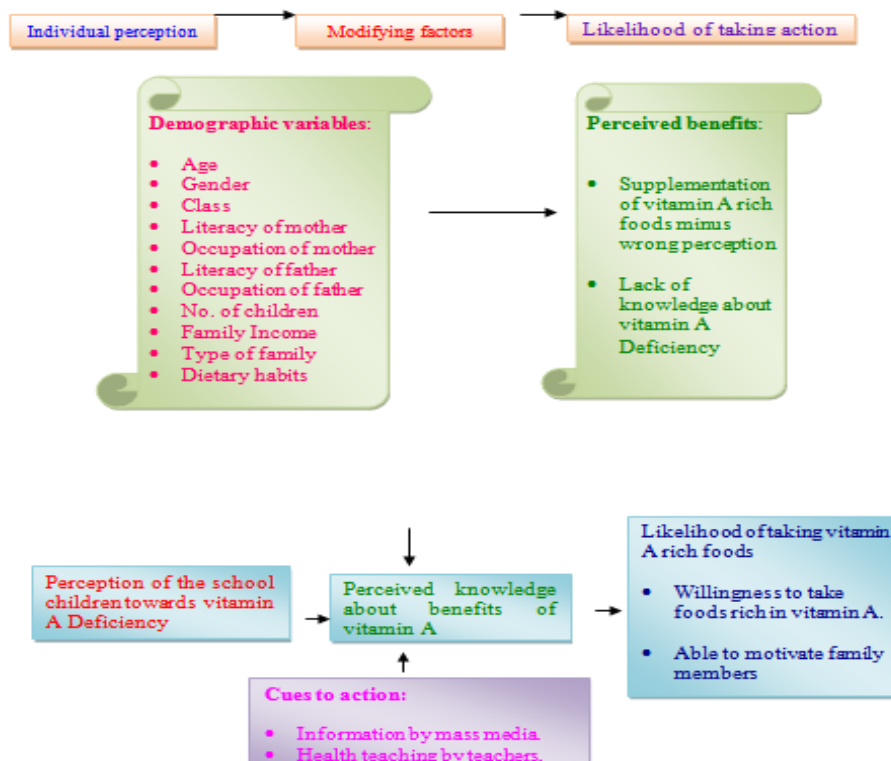 Individual perception
Modifying factors
Likelihood of taking action
Demographic variables:
• Age
• Gender
• Class
• Literacy of mother
• Occupation of mother
• Literacy of father
• Occupation of father
• No. of children
• Family Income
• Type of family
• Dietary habits
Perceived benefits:
• Supplementation
of vitamin A rich
foods minus
wrong perception
• Lack of
knowledge about
vitamin A
Deficiency
Perception of the school
children towards vitamin
A Deficiency
Perceived knowledge
about benefits of
vitamin A
Likelihood of taking vitamin
A rich foods
• Willingness to take
foods rich in vitamin A.
• Able to motivate family
members
Cues to action:
• Information by mass media.
• Health teaching by teachers.